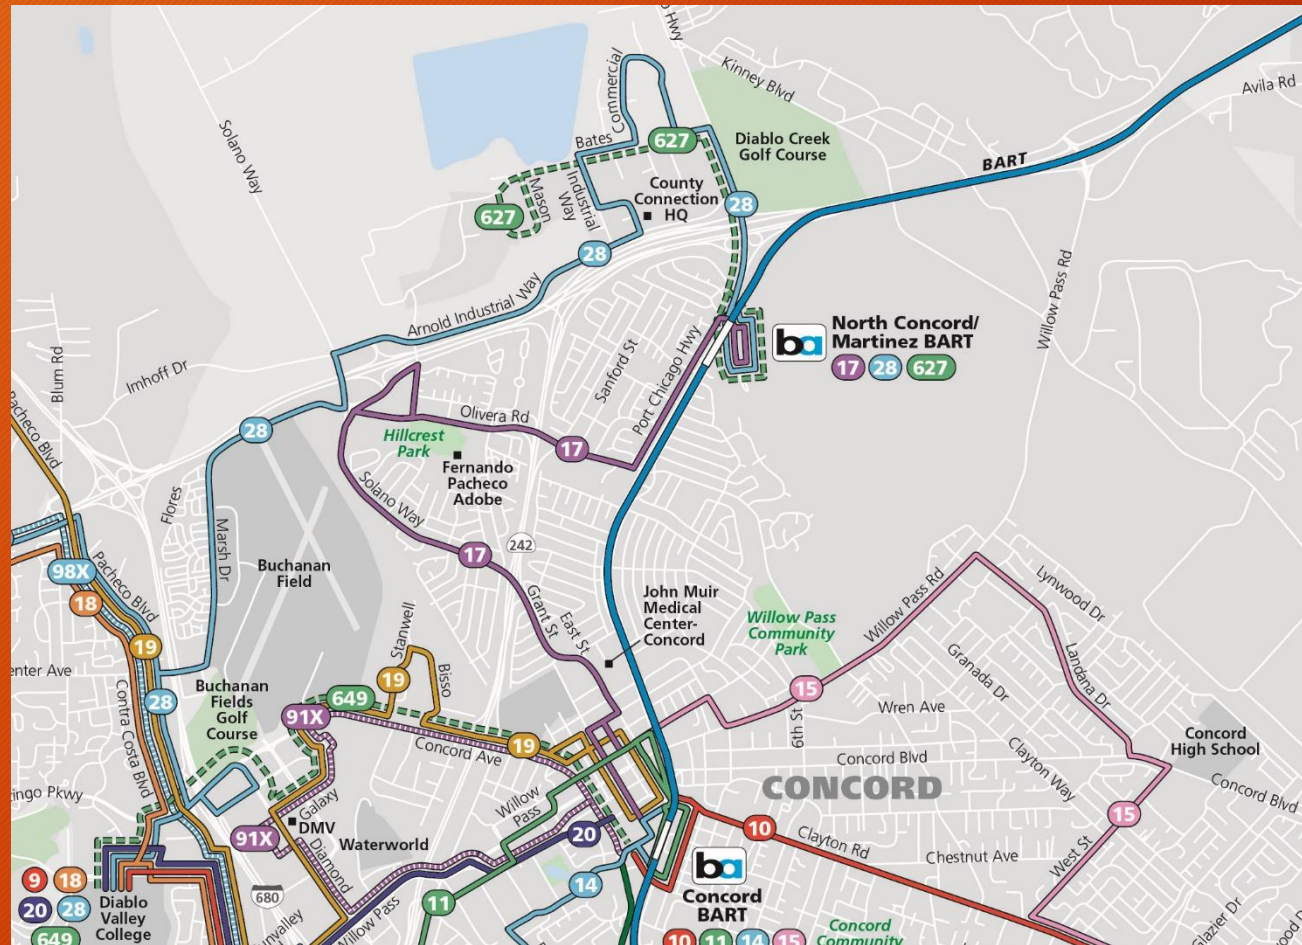 Hwy
Kinney Blvd
Avila Rd
Solano Way
Commercial
Bates
627
Diablo Creek
Golf Course
BART
Mason
Industrial
Way
County
Connection
HQ
627
28
28
Arnold Industrial Way
Willow Pass Rd
Imhoff Dr
Blum Rd
Sanford St
Port Chicago Hwy
ba
North Concord/
Martinez BART
17 28 627
Pacheco Blvd
28
Olivera Rd
Hillcrest
Park
17
Fernando
Pacheco
Adobe
Flores
Solano Way
Marsh Dr
242
17
Buchanan
Field
98X
Pacheco Blvd
18
19
Grant St
East St
John Muir
Medical
Center-
Concord
Willow Pass
Community
Park
Willow Pass Rd
Lynwood Dr
Landana Dr
Granada Dr
Stanwell
Bisso
19
enter Ave
Contra Costa Blvd
28
Buchanan
Fields
Golf
Course
649
91X
15
6th St
Wren Ave
Concord Ave
19
Concord
High School
Concord Blvd
Concord Blvd
CONCORD
Clayton Way
15
West St
Willow
Pass
Galaxy
DMV
91X
Diamond
Waterworld
20
10
Clayton Rd
Chestnut Ave
ingo Pkwy
9 18
20 28
649
Diablo
Valley
College
680
unvalley
Willow Pass
11
14
ba
Concord
BART
10 11 14 15
Concord
Community
Glazier Dr